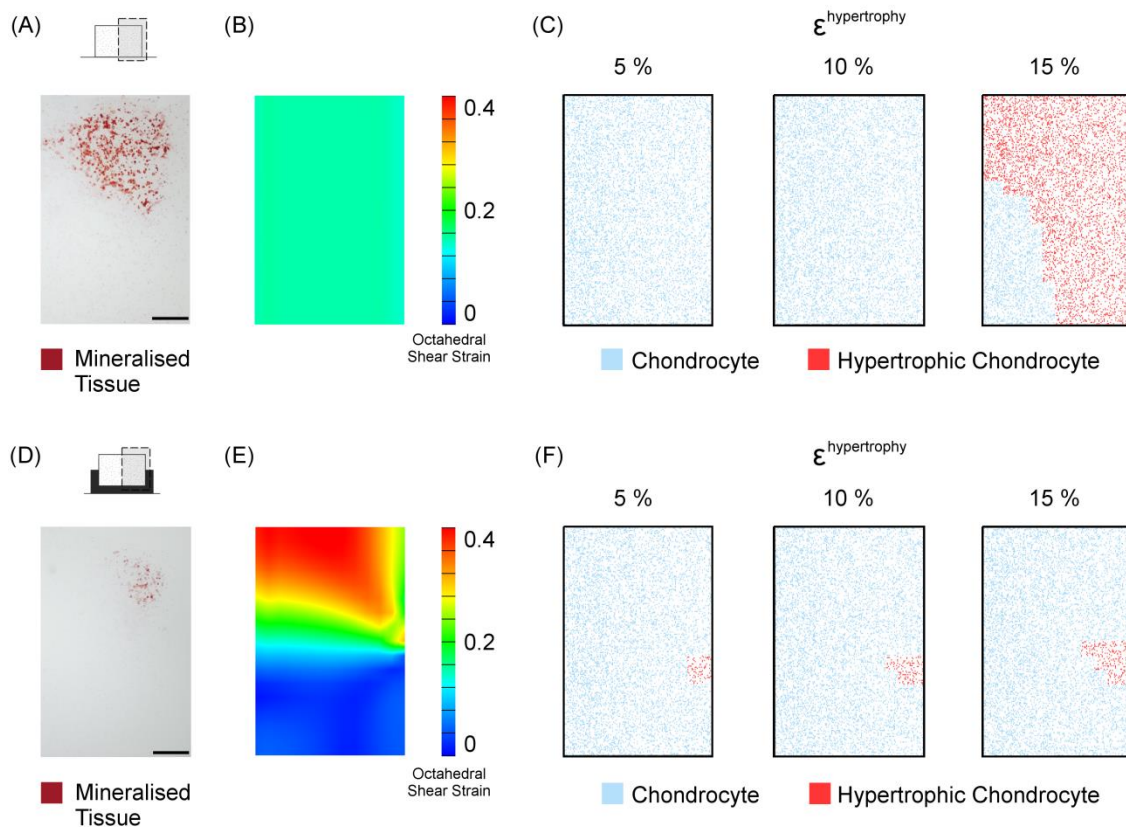 (A)
(B)
(C)
ε^hypertrophy
5 %
10 %
15 %
0.4
0.2
0
Octahedral
Shear Strain
Mineralised
Tissue
Chondrocyte
Hypertrophic Chondrocyte
(D)
(E)
(F)
ε^hypertrophy
5 %
10 %
15 %
0.4
0.2
0
Octahedral
Shear Strain
Mineralised
Tissue
Chondrocyte
Hypertrophic Chondrocyte